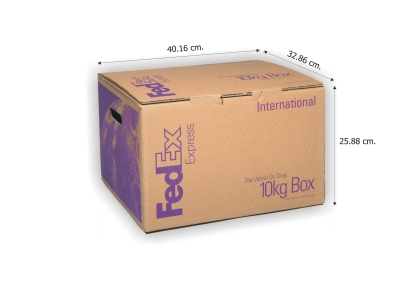 40.16 cm.
32.86 cm.
25.88 cm.
10kg Box
International
FedEx
Express
The World On Time
10kg Box